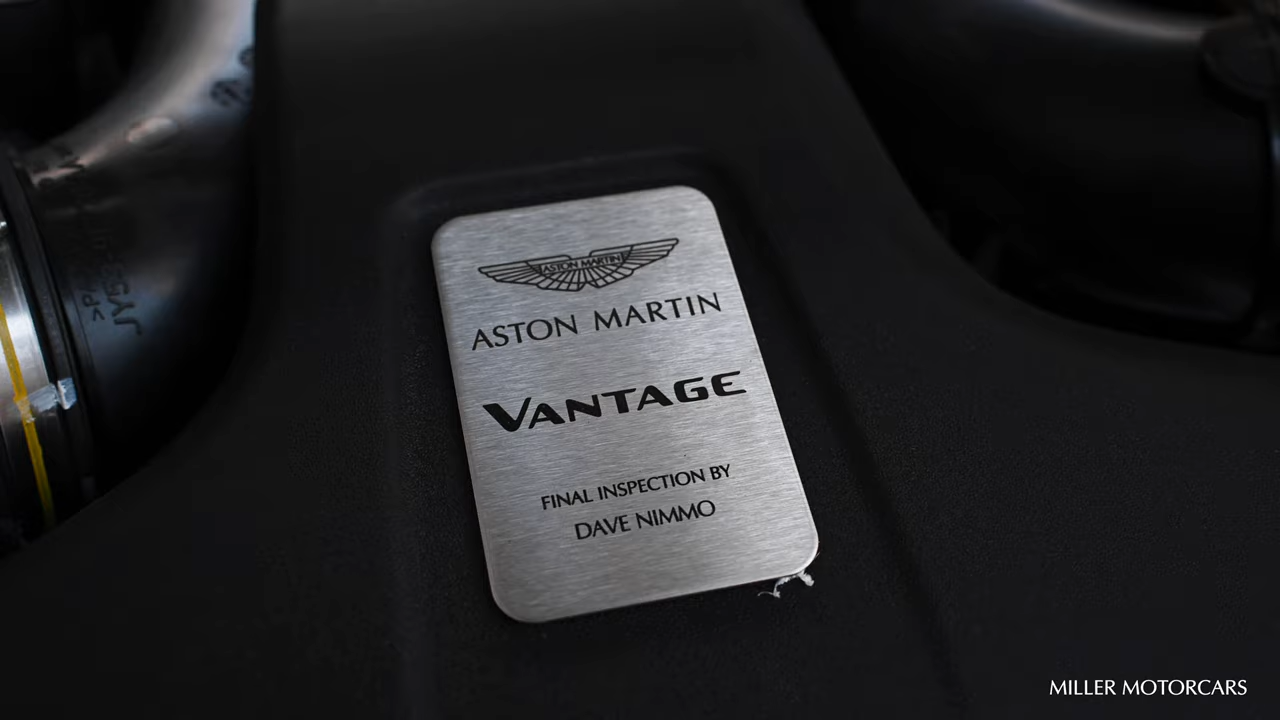 ASTON MARTIN
ASTON MARTIN
VANTAGE
FINAL INSPECTION BY
DAVE NIMMO
MILLER MOTORCARS